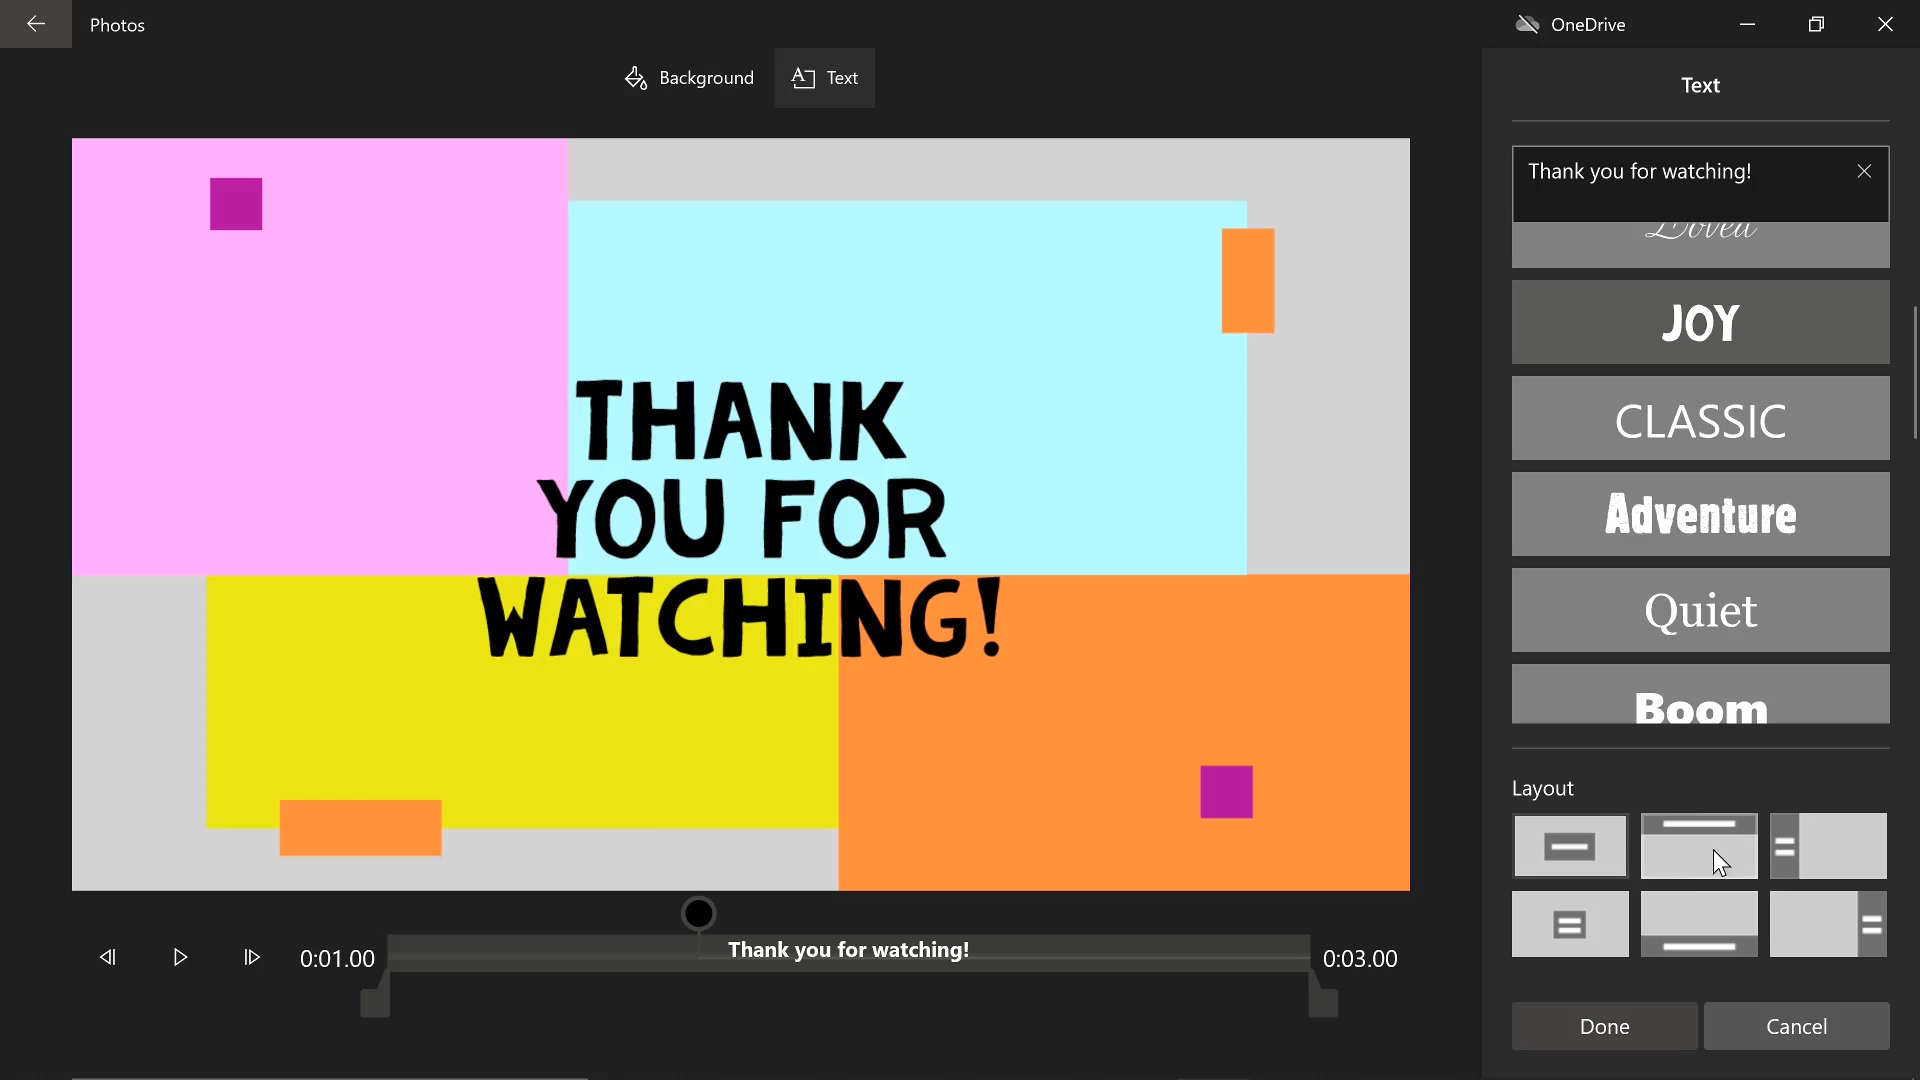 Photos
OneDrive
Background
Text
Text
Thank you for watching!
Loved
JOY
CLASSIC
Adventure
Quiet
Boom
THANK
YOU FOR
WATCHING!
Layout
0:01.00
Thank you for watching!
0:03.00
Done
Cancel